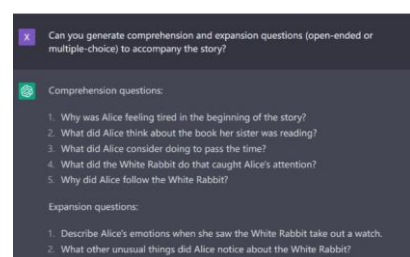 X
Can you generate comprehension and expansion questions (open-ended or
multiple-choice) to accompany the story?
Comprehension questions:
1. Why was Alice feeling tired in the beginning of the story?
2. What did Alice think about the book her sister was reading?
3. What did Alice consider doing to pass the time?
4. What did the White Rabbit do that caught Alice's attention?
5. Why did Alice follow the White Rabbit?
Expansion questions:
1. Describe Alice's emotions when she saw the White Rabbit take out a watch.
2. What other unusual things did Alice notice about the White Rabbit?